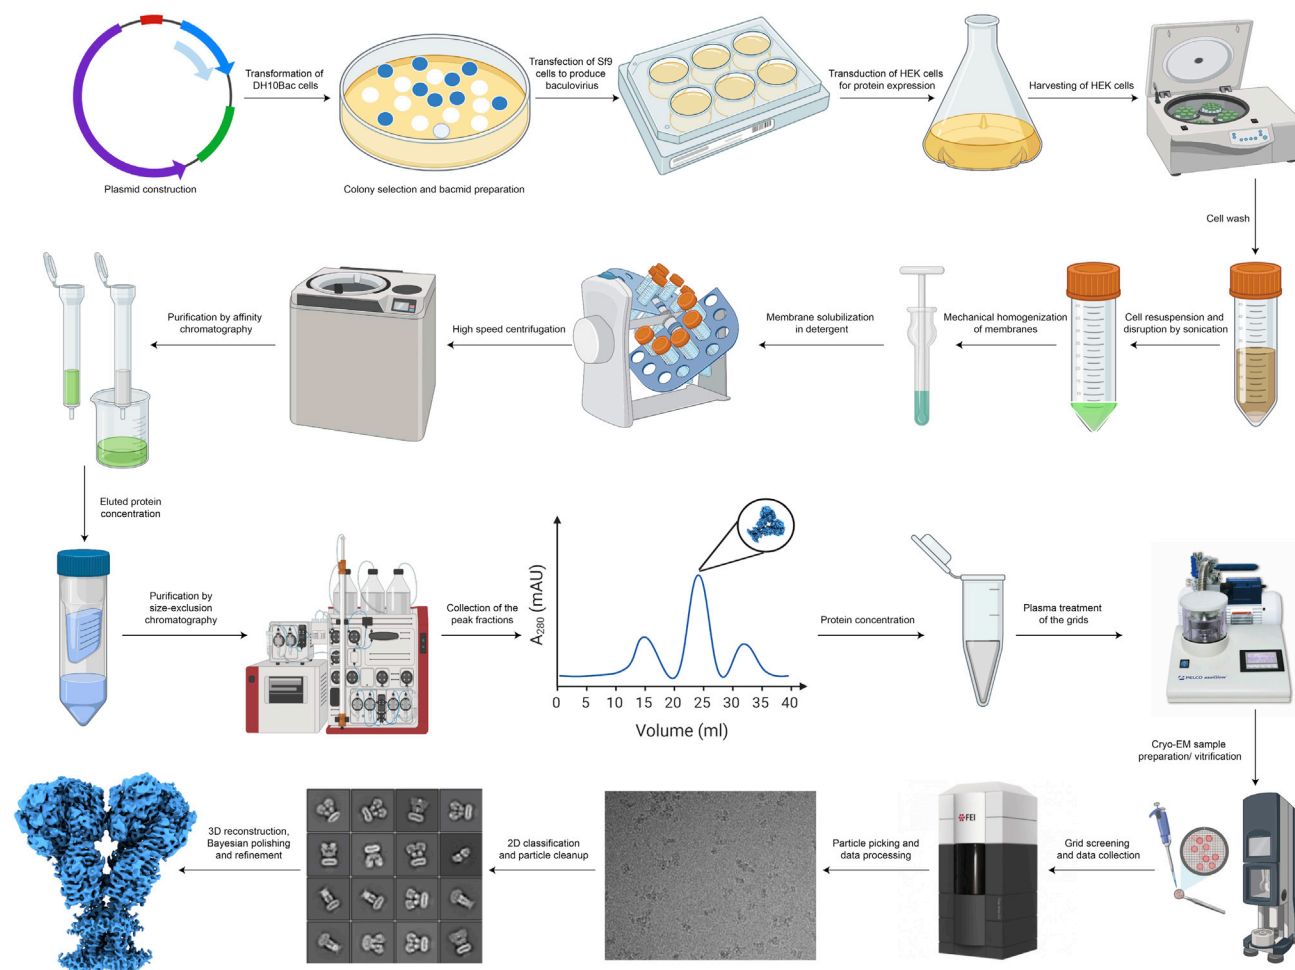 Transformation of
DH10Bac cells
Transfection of Sf9
cells to produce
baculovirius
Transduction of HEK cells
for protein expression
Harvesting of HEK cells
Plasmid construction
Colony selection and bacmid preparation
Cell wash
Purification by affinity
chromatography
High speed centrifugation
Membrane solubilization
in detergent
Mechanical homogenization
of membranes
Cell resuspension and
disruption by sonication
Eluted protein
concentration
Purification by
size-exclusion
chromatography
Collection of the
peak fractions
A280 (mAU)
0 5 10 15 20 25 30 35 40
Volume (ml)
Protein concentration
Plasma treatment
of the grids
PELCO
Cryo-EM sample
preparation/ vitrification
3D reconstruction,
Bayesian polishing
and refinement
2D classification
and particle cleanup
Particle picking and
data processing
FEI
Grid screening
and data collection